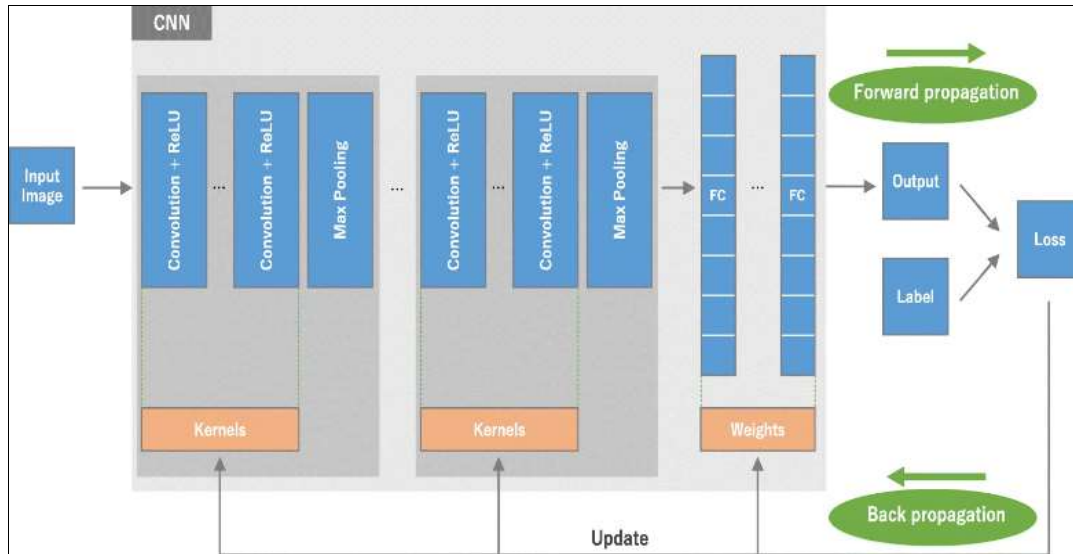 CNN
Forward propagation
Input
Image
Convolution + ReLU
...
Convolution + ReLU
Max Pooling
...
Convolution + ReLU
...
Convolution + ReLU
Max Pooling
FC
...
FC
Output
Label
Loss
Kernels
Kernels
Weights
Back propagation
Update